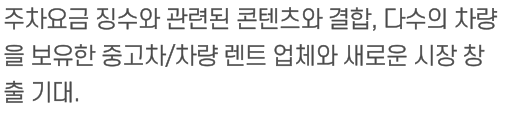 주차요금 징수와 관련된 콘텐츠와 결합, 다수의 차량
을 보유한 중고차/차량 렌트 업체와 새로운 시장 창
출 기대.